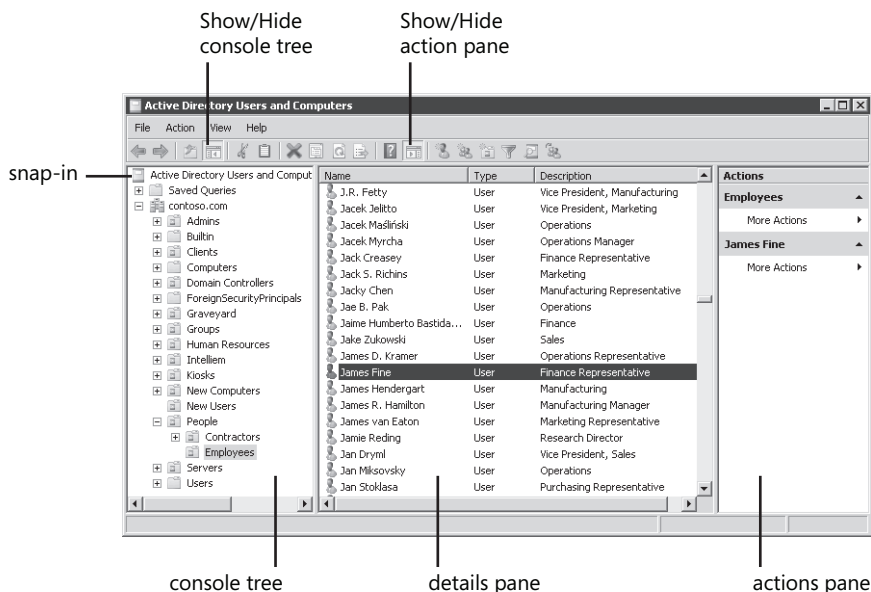 Show/Hide console tree
Show/Hide action pane
Active Directory Users and Computers
File Action View Help
snap-in
Active Directory Users and Comput
Saved Queries
contoso.com
Admins
Builtin
Clients
Computers
Domain Controllers
ForeignSecurityPrincipals
Graveyard
Groups
Human Resources
Intelliem
Kiosks
New Computers
New Users
People
Contractors
Employees
Servers
Users
Name Type Description
J.R. Fetty User Vice President, Manufacturing
Jacek Jelitto User Vice President, Marketing
Jacek Maśliński User Operations
Jacek Myrcha User Operations Manager
Jack Creasey User Finance Representative
Jack S. Richins User Marketing
Jacky Chen User Manufacturing Representative
Jae B. Pak User Operations
Jaime Humberto Bastida... User Finance
Jake Zukowski User Sales
James D. Kramer User Operations Representative
James Fine User Finance Representative
James Hendergart User Manufacturing
James R. Hamilton User Manufacturing Manager
James van Eaton User Marketing Representative
Jamie Reding User Research Director
Jan Dryml User Vice President, Sales
Jan Miksovsky User Operations
Jan Stoklasa User Purchasing Representative
Actions
Employees
More Actions
James Fine
More Actions
console tree
details pane
actions pane